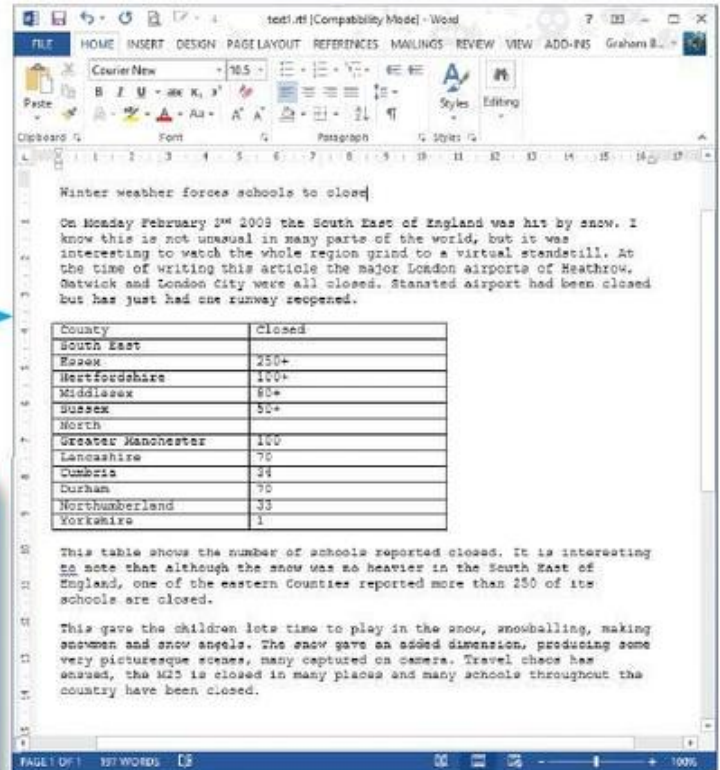 text1.rtf [Compatibility Mode] - Word
FILE HOME INSERT DESIGN PAGE LAYOUT REFERENCES MAILINGS REVIEW VIEW ADD-INS Graham B...
Courier New 10.5
Paste
B I U abc x, x'
A Aa A A
Styles Editing
Clipboard Font Paragraph Styles
Winter weather forces schools to close
On Monday February 2nd 2009 the South East of England was hit by snow. I
know this is not unusual in many parts of the world, but it was
interesting to watch the whole region grind to a virtual standstill. At
the time of writing this article the major London airports of Heathrow,
Gatwick and London City were all closed. Stansted airport had been closed
but has just had one runway reopened.
County Closed
South East
Essex 250+
Hertfordshire 100+
Middlesex 80+
Sussex 50+
North
Greater Manchester 100
Lancashire 70
Cumbria 34
Durham 70
Northumberland 33
Yorkshire 1
This table shows the number of schools reported closed. It is interesting
to note that although the snow was no heavier in the South East of
England, one of the eastern Counties reported more than 250 of its
schools are closed.
This gave the children lots time to play in the snow, snowballing, making
snowmen and snow angels. The snow gave an added dimension, producing some
very picturesque scenes, many captured on camera. Travel chaos has
ensued, the M25 is closed in many places and many schools throughout the
country have been closed.
PAGE 1 OF 1 197 WORDS 100%